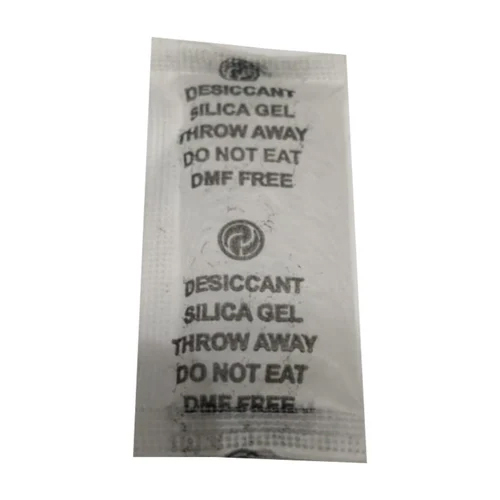 DESICCANT
SILICA GEL
THROW AWAY
DO NOT EAT
DMF FREE
DESICCANT
SILICA GEL
THROW AWAY
DO NOT EAT
DMF FREE